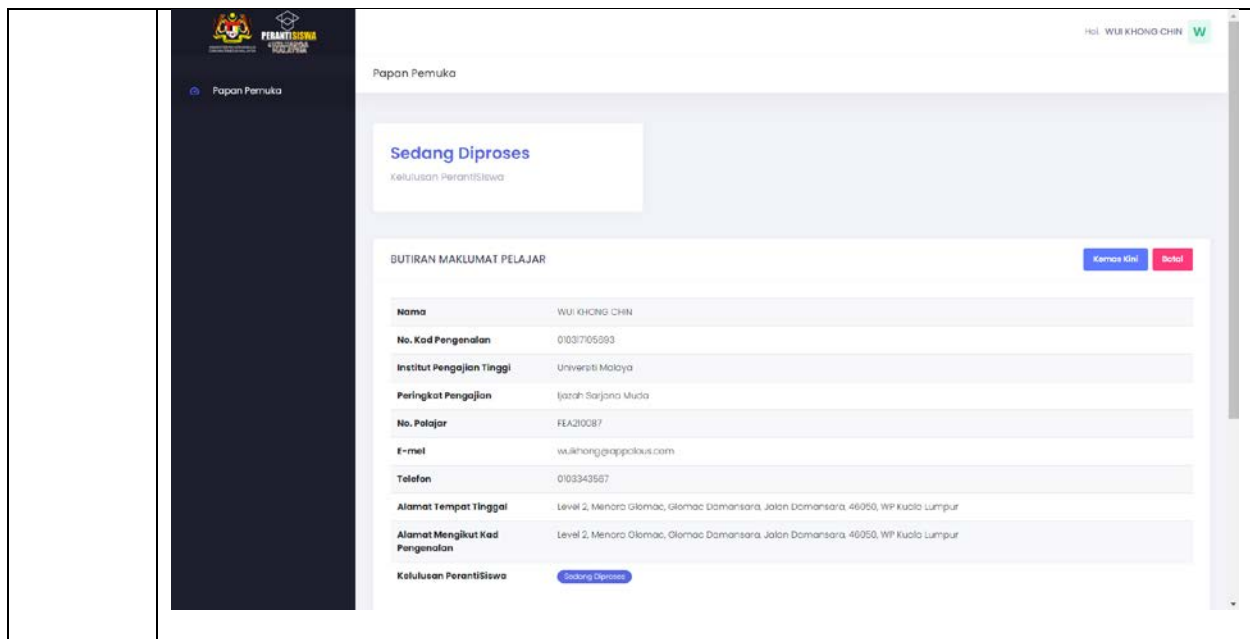 PERANTISISWA
KELUARGA
MALAYSIA
Hai, WUI KHONG CHIN W
Papan Pemuka
Papan Pemuka
Sedang Diproses
Kelulusan PerantiSiswa
BUTIRAN MAKLUMAT PELAJAR Kemas Kini Batal
Nama WUI KHONG CHIN
No. Kad Pengenalan 010317105693
Institut Pengajian Tinggi Universiti Malaya
Peringkat Pengajian Ijazah Sarjana Muda
No. Pelajar FEA210087
E-mel wuikhong@appolous.com
Telefon 0103343567
Alamat Tempat Tinggal Level 2, Menara Glomac, Glomac Damansara, Jalan Damansara, 46050, WP Kuala Lumpur
Alamat Mengikut Kad Level 2, Menara Glomac, Glomac Damansara, Jalan Damansara, 46050, WP Kuala Lumpur
Pengenalan
Kelulusan PerantiSiswa Sedang Diproses